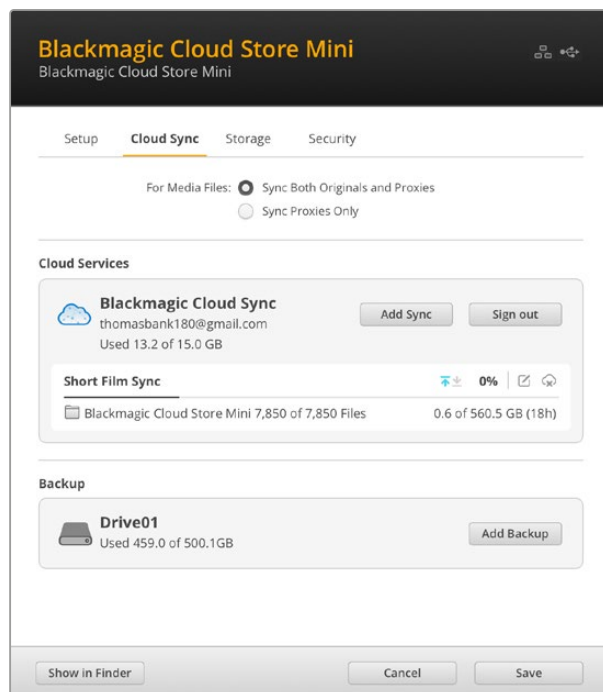 Blackmagic Cloud Store Mini
Blackmagic Cloud Store Mini
Setup Cloud Sync Storage Security
For Media Files: Sync Both Originals and Proxies
Sync Proxies Only
Cloud Services
Blackmagic Cloud Sync
thomasbank180@gmail.com
Used 13.2 of 15.0 GB
Add Sync Sign out
Short Film Sync 0%
Blackmagic Cloud Store Mini 7,850 of 7,850 Files 0.6 of 560.5 GB (18h)
Backup
Drive01
Used 459.0 of 500.1GB
Add Backup
Show in Finder Cancel Save